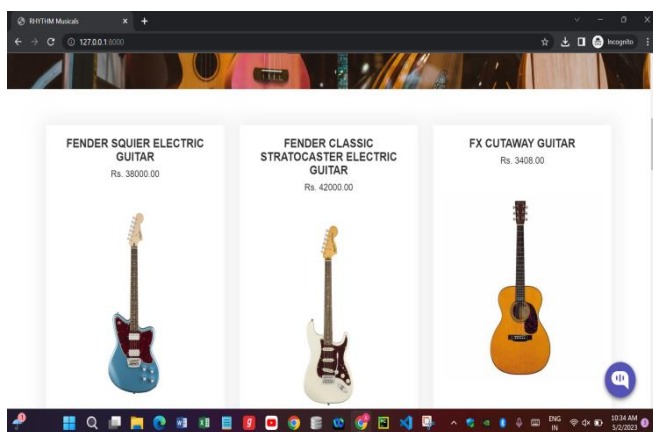 RHYTHM Musicals
127.0.0.1:8000
Incognito
FENDER SQUIER ELECTRIC
GUITAR
Rs. 38000.00
FENDER CLASSIC
STRATOCASTER ELECTRIC
GUITAR
Rs. 42000.00
FX CUTAWAY GUITAR
Rs. 3408.00
ENG
IN
10:34 AM
5/2/2023